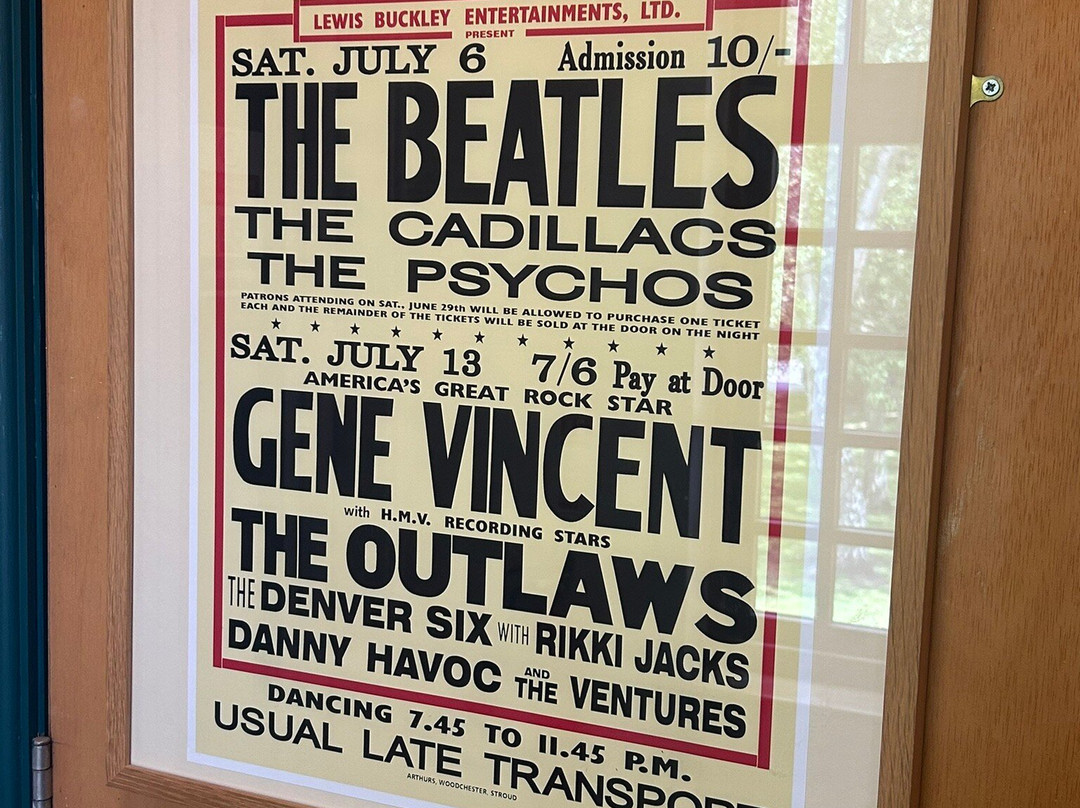 LEWIS BUCKLEY ENTERTAINMENTS, LTD.
PRESENT
SAT. JULY 6 Admission 10/-
THE BEATLES
THE CADILLACS
THE PSYCHOS
PATRONS ATTENDING ON SAT., JUNE 29th WILL BE ALLOWED TO PURCHASE ONE TICKET
EACH AND THE REMAINDER OF THE TICKETS WILL BE SOLD AT THE DOOR ON THE NIGHT
SAT. JULY 13 7/6 Pay at Door
AMERICA'S GREAT ROCK STAR
GENE VINCENT
with H.M.V. RECORDING STARS
THE OUTLAWS
THE DENVER SIX WITH RIKKI JACKS
DANNY HAVOC AND THE VENTURES
DANCING 7.45 TO 11.45 P.M.
USUAL LATE TRANSPORT
ARTHURS, WOODCHESTER, STROUD